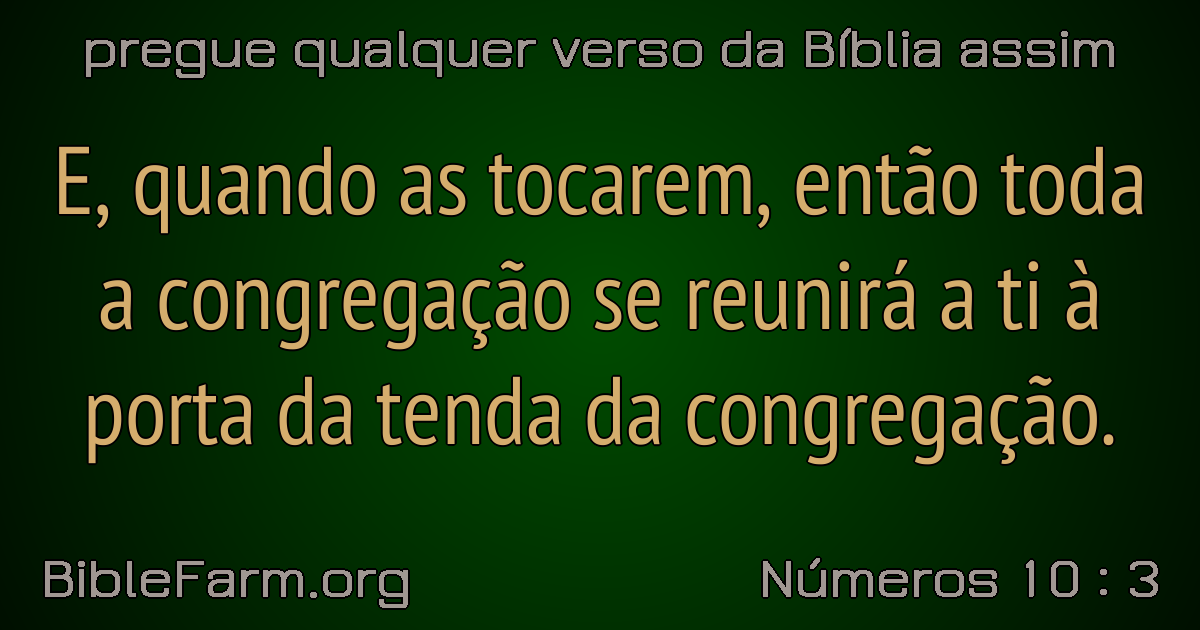 pregue qualquer verso da Bíblia assim
E, quando as tocarem, então toda
a congregação se reunirá a ti à
porta da tenda da congregação.
BibleFarm.org
Números 10 : 3